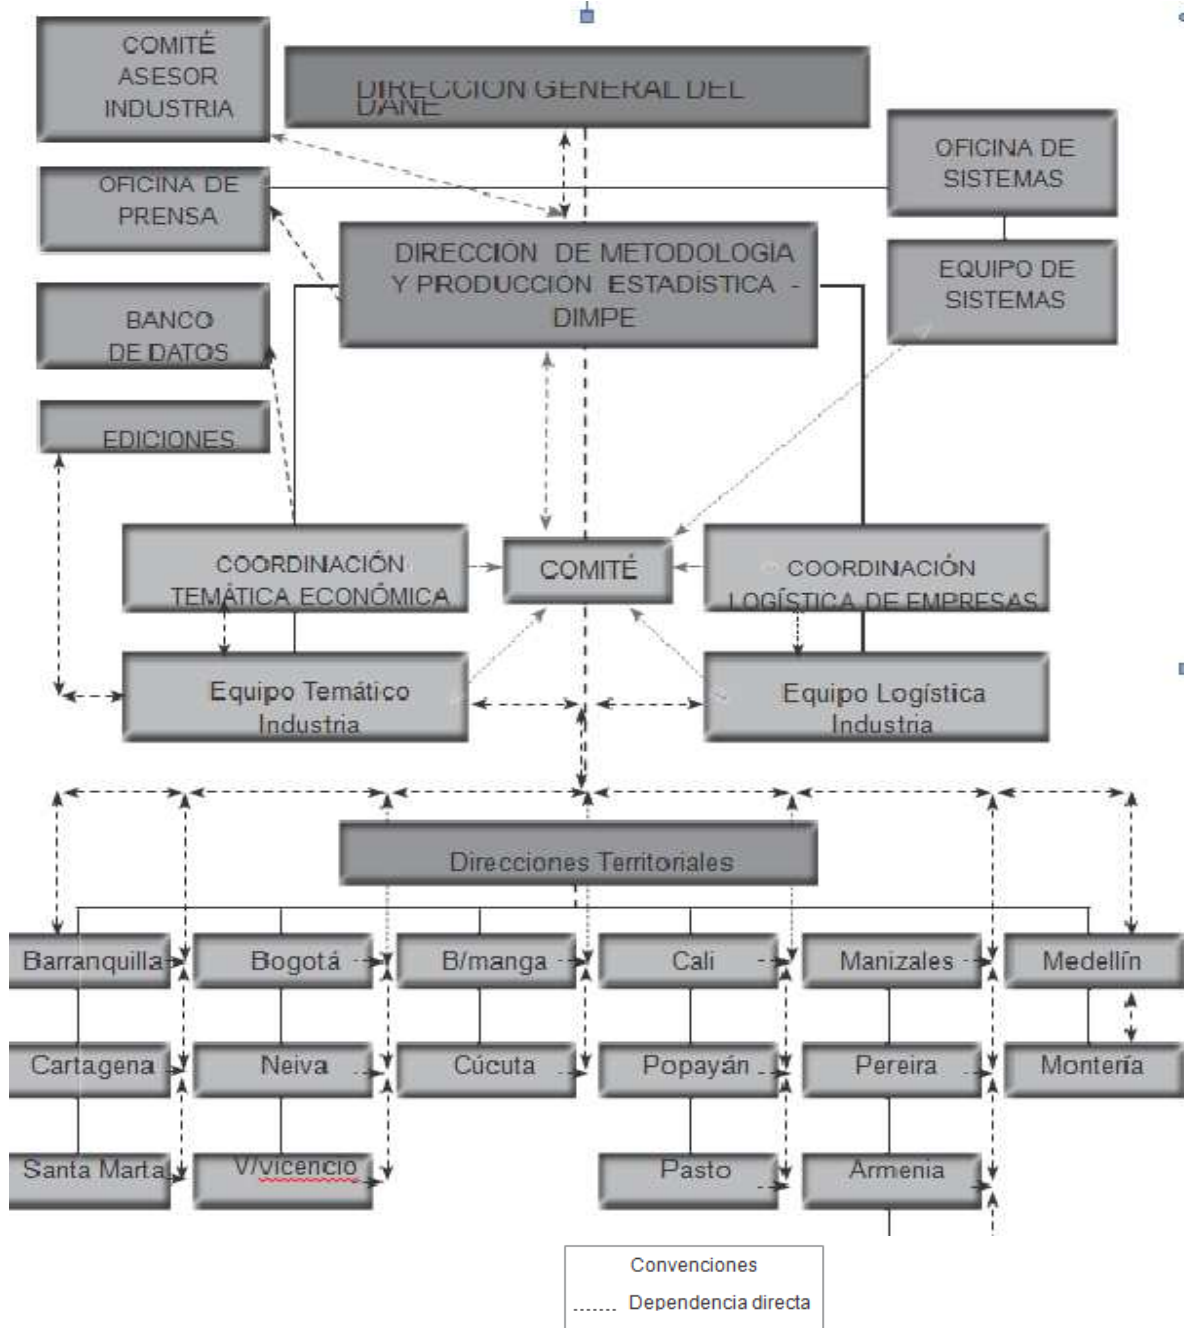 COMITÉ
ASESOR
INDUSTRIA
DIRECCIÓN GENERAL DEL
DANE
OFICINA DE
SISTEMAS
OFICINA DE
PRENSA
DIRECCIÓN DE METODOLOGÍA
Y PRODUCCIÓN ESTADÍSTICA -
DIMPE
EQUIPO DE
SISTEMAS
BANCO
DE DATOS
EDICIONES
COORDINACIÓN
TEMÁTICA ECONÓMICA
COMITÉ
COORDINACIÓN
LOGÍSTICA DE EMPRESAS
Equipo Temático
Industria
Equipo Logística
Industria
Direcciones Territoriales
Barranquilla
Bogotá
B/manga
Cali
Manizales
Medellín
Cartagena
Neiva
Cúcuta
Popayán
Pereira
Montería
Santa Marta
V/vicencio
Pasto
Armenia
Convenciones
Dependencia directa